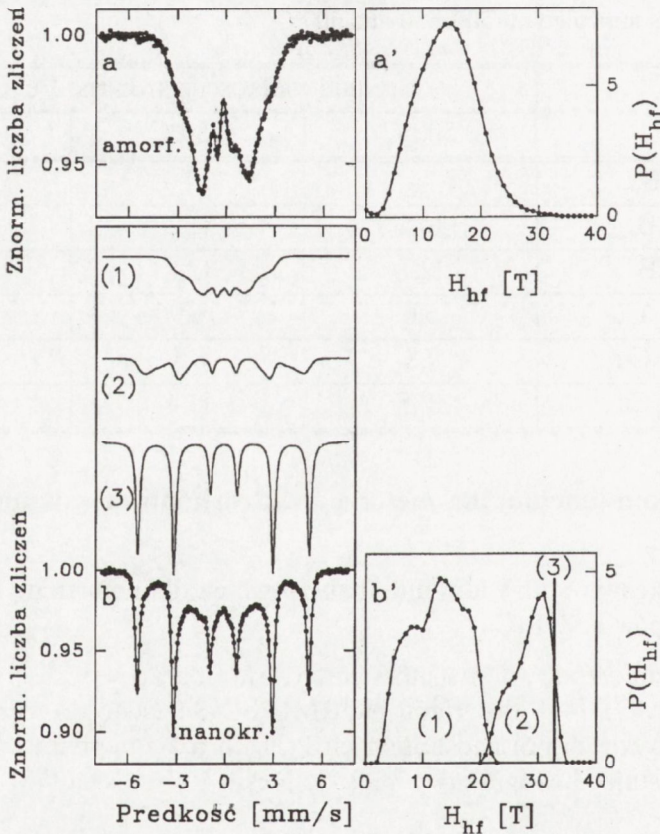 Znorm. liczba zliczeń
1.00
0.95
a
amorf.
a'
5
0
P(H_hf)
0 10 20 30 40
H_hf [T]
(1)
(2)
(3)
Znorm. liczba zliczeń
1.00
0.95
0.90
b
nanokr.
-6 -3 0 3 6
Predkość [mm/s]
b'
(1)
(2)
(3)
5
0
P(H_hf)
0 10 20 30 40
H_hf [T]